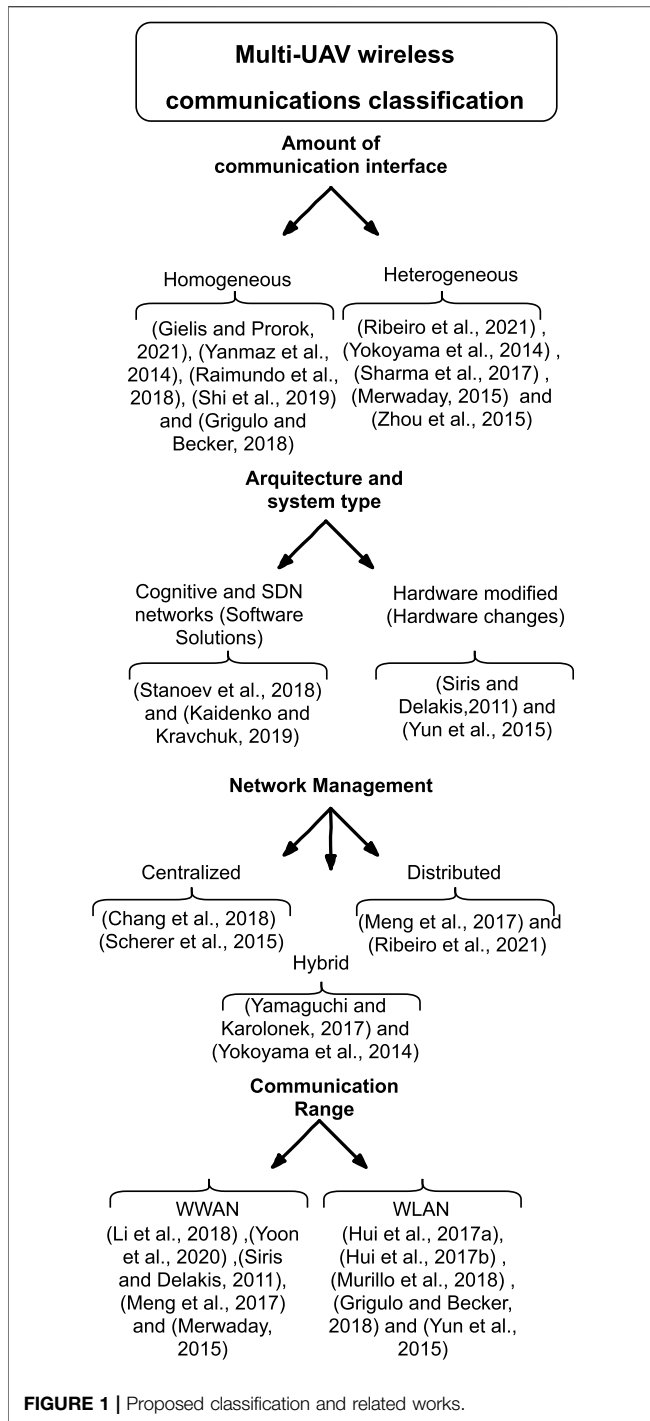 Multi-UAV wireless
communications classification
Amount of
communication interface
Homogeneous
(Gielis and Prorok,
2021), (Yanmaz et al.,
2014), (Raimundo et al.,
2018), (Shi et al., 2019)
and (Grigulo and
Becker, 2018)
Heterogeneous
(Ribeiro et al., 2021) ,
(Yokoyama et al., 2014) ,
(Sharma et al., 2017) ,
(Merwaday, 2015) and
(Zhou et al., 2015)
Arquitecture and
system type
Cognitive and SDN
networks (Software
Solutions)
(Stanoev et al., 2018)
and (Kaidenko and
Kravchuk, 2019)
Hardware modified
(Hardware changes)
(Siris and
Delakis,2011) and
(Yun et al., 2015)
Network Management
Centralized
(Chang et al., 2018)
(Scherer et al., 2015)
Distributed
(Meng et al., 2017) and
(Ribeiro et al., 2021)
Hybrid
(Yamaguchi and
Karolonek, 2017) and
(Yokoyama et al., 2014)
Communication
Range
WWAN
(Li et al., 2018) ,(Yoon
et al., 2020) ,(Siris
and Delakis, 2011),
(Meng et al., 2017)
and (Merwaday,
2015)
WLAN
(Hui et al., 2017a),
(Hui et al., 2017b) ,
(Murillo et al., 2018) ,
(Grigulo and Becker,
2018) and (Yun et al.,
2015)
FIGURE 1 | Proposed classification and related works.